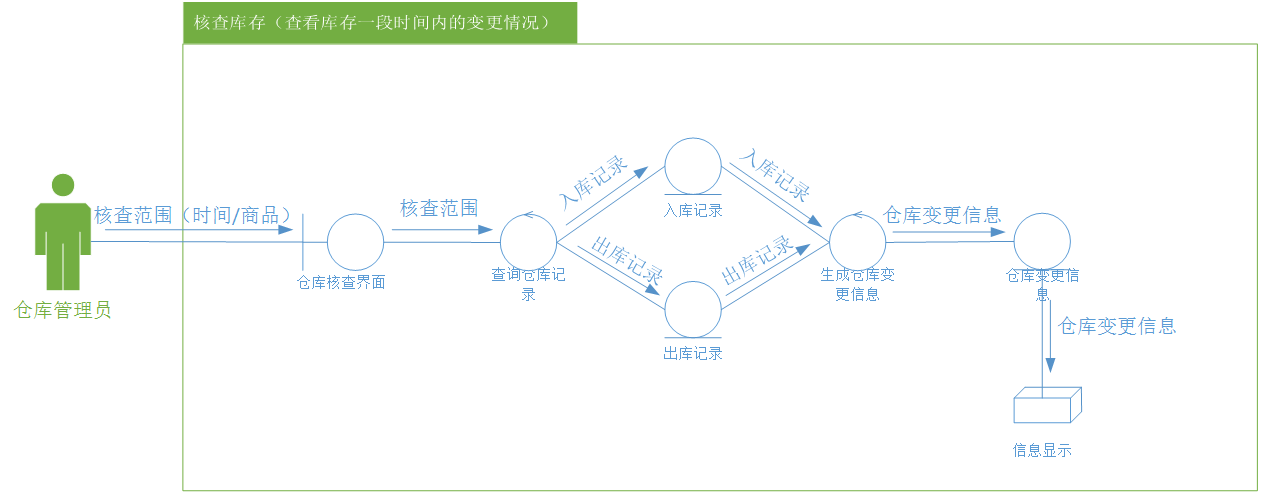 核查库存（查看库存一段时间内的变更情况）
核查范围（时间/商品）
仓库管理员
仓库核查界面
核查范围
查询仓库记
录
入库记录
出库记录
入库记录
出库记录
入库记录
出库记录
生成仓库变
更信息
仓库变更信息
仓库变更信
息
仓库变更信息
信息显示